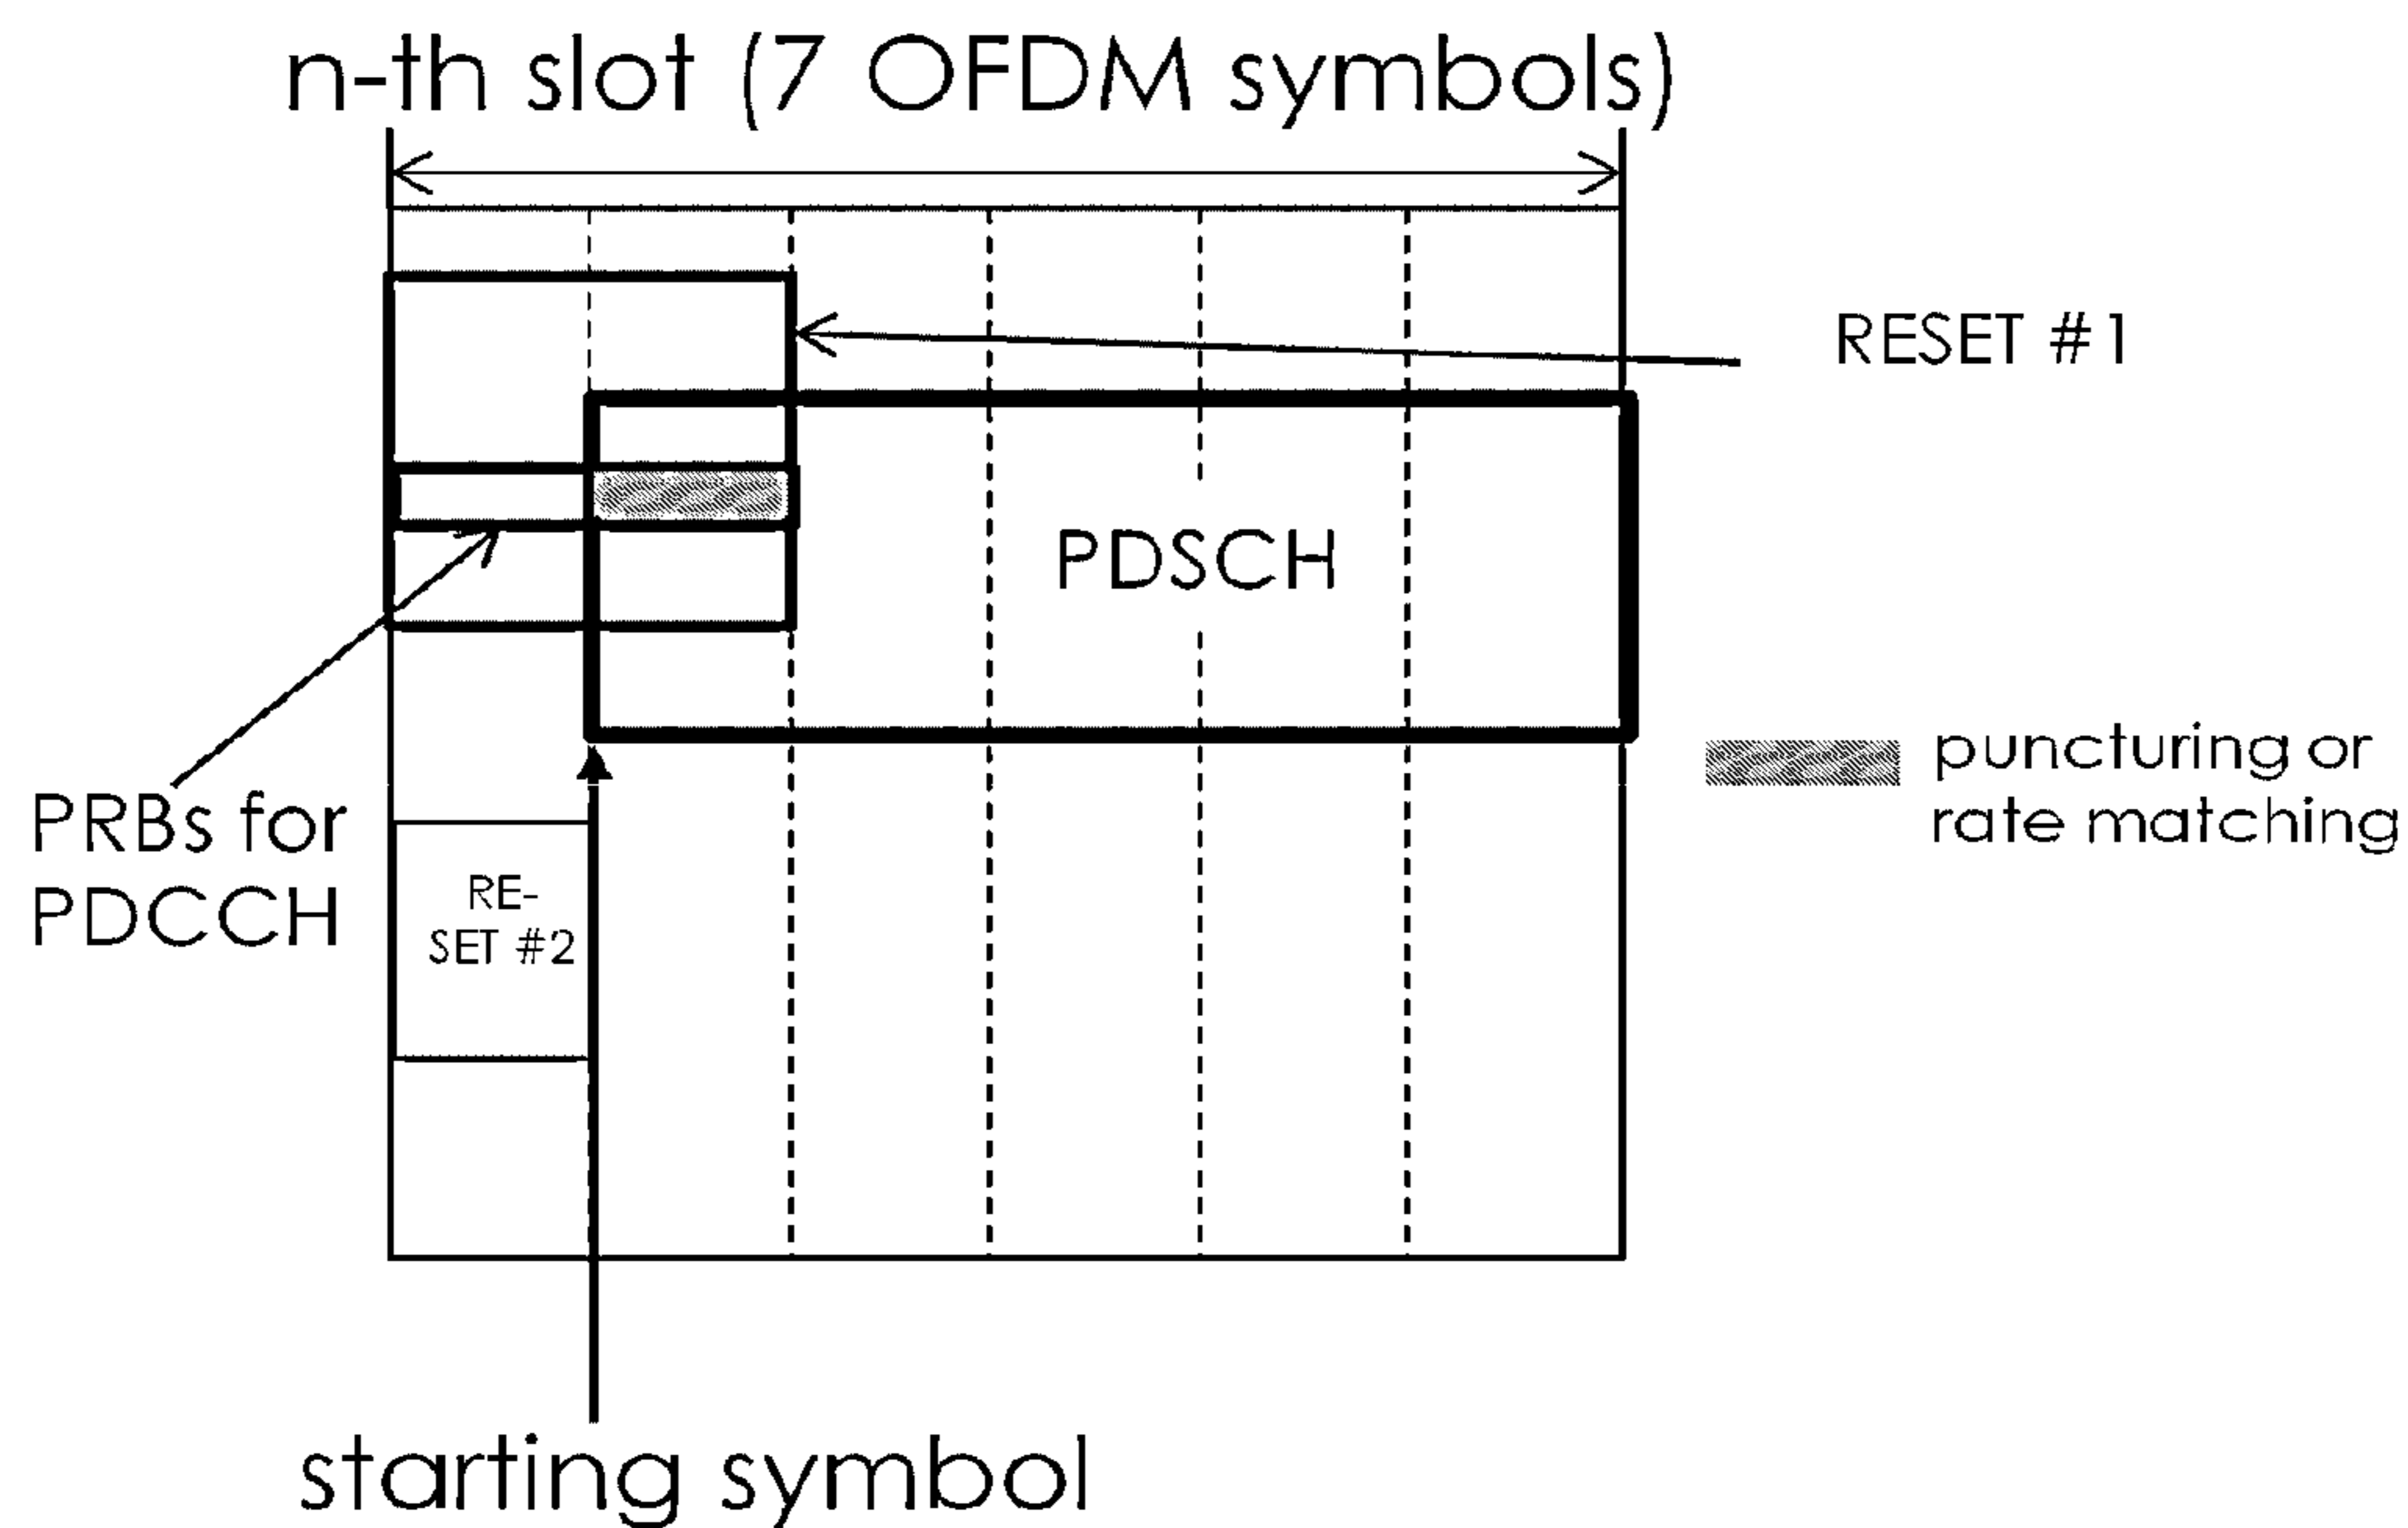 n-th slot (7 OFDM symbols)
RESET #1
PDSCH
puncturing or
rate matching
PRBs for
PDCCH
RE-
SET #2
starting symbol